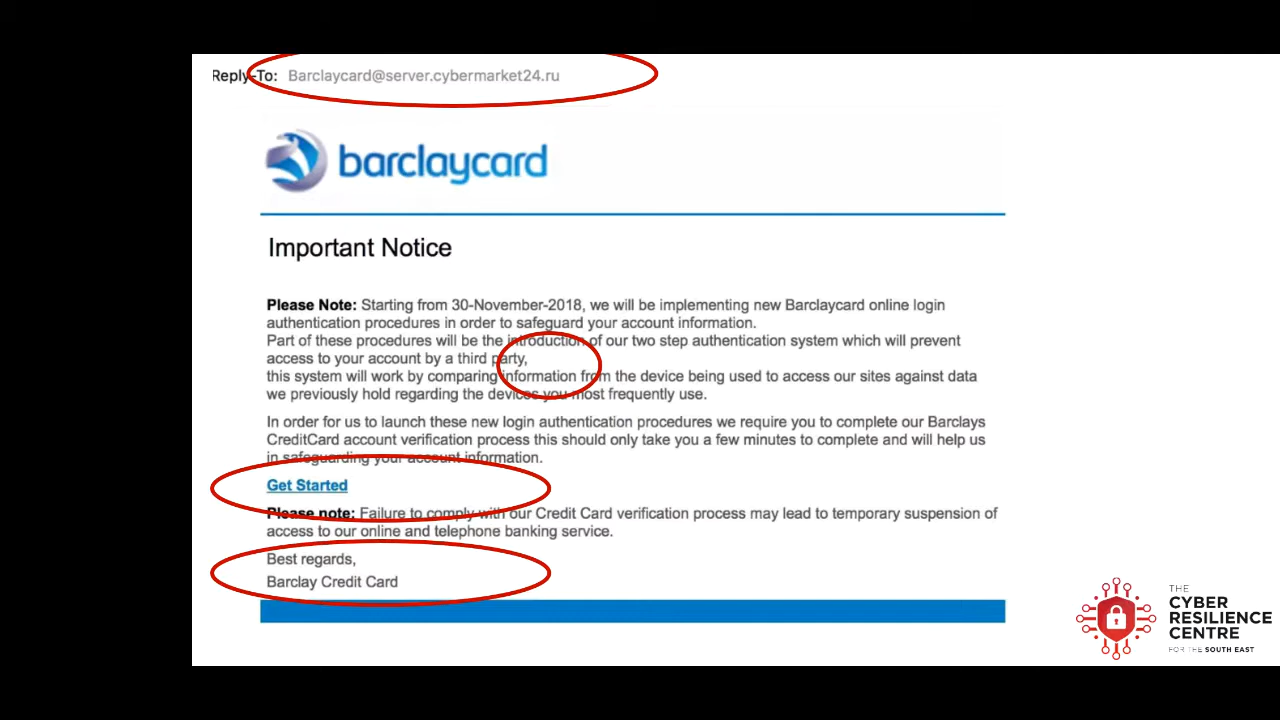 Reply-To: Barclaycard@server.cybermarket24.ru
barclaycard
Important Notice
Please Note: Starting from 30-November-2018, we will be implementing new Barclaycard online login
authentication procedures in order to safeguard your account information.
Part of these procedures will be the introduction of our two step authentication system which will prevent
access to your account by a third party,
this system will work by comparing information from the device being used to access our sites against data
we previously hold regarding the devices you most frequently use.
In order for us to launch these new login authentication procedures we require you to complete our Barclays
CreditCard account verification process this should only take you a few minutes to complete and will help us
in safeguarding your account information.
Get Started
Please note: Failure to comply with our Credit Card verification process may lead to temporary suspension of
access to our online and telephone banking service.
Best regards,
Barclay Credit Card
THE
CYBER
RESILIENCE
CENTRE
FOR THE SOUTH EAST